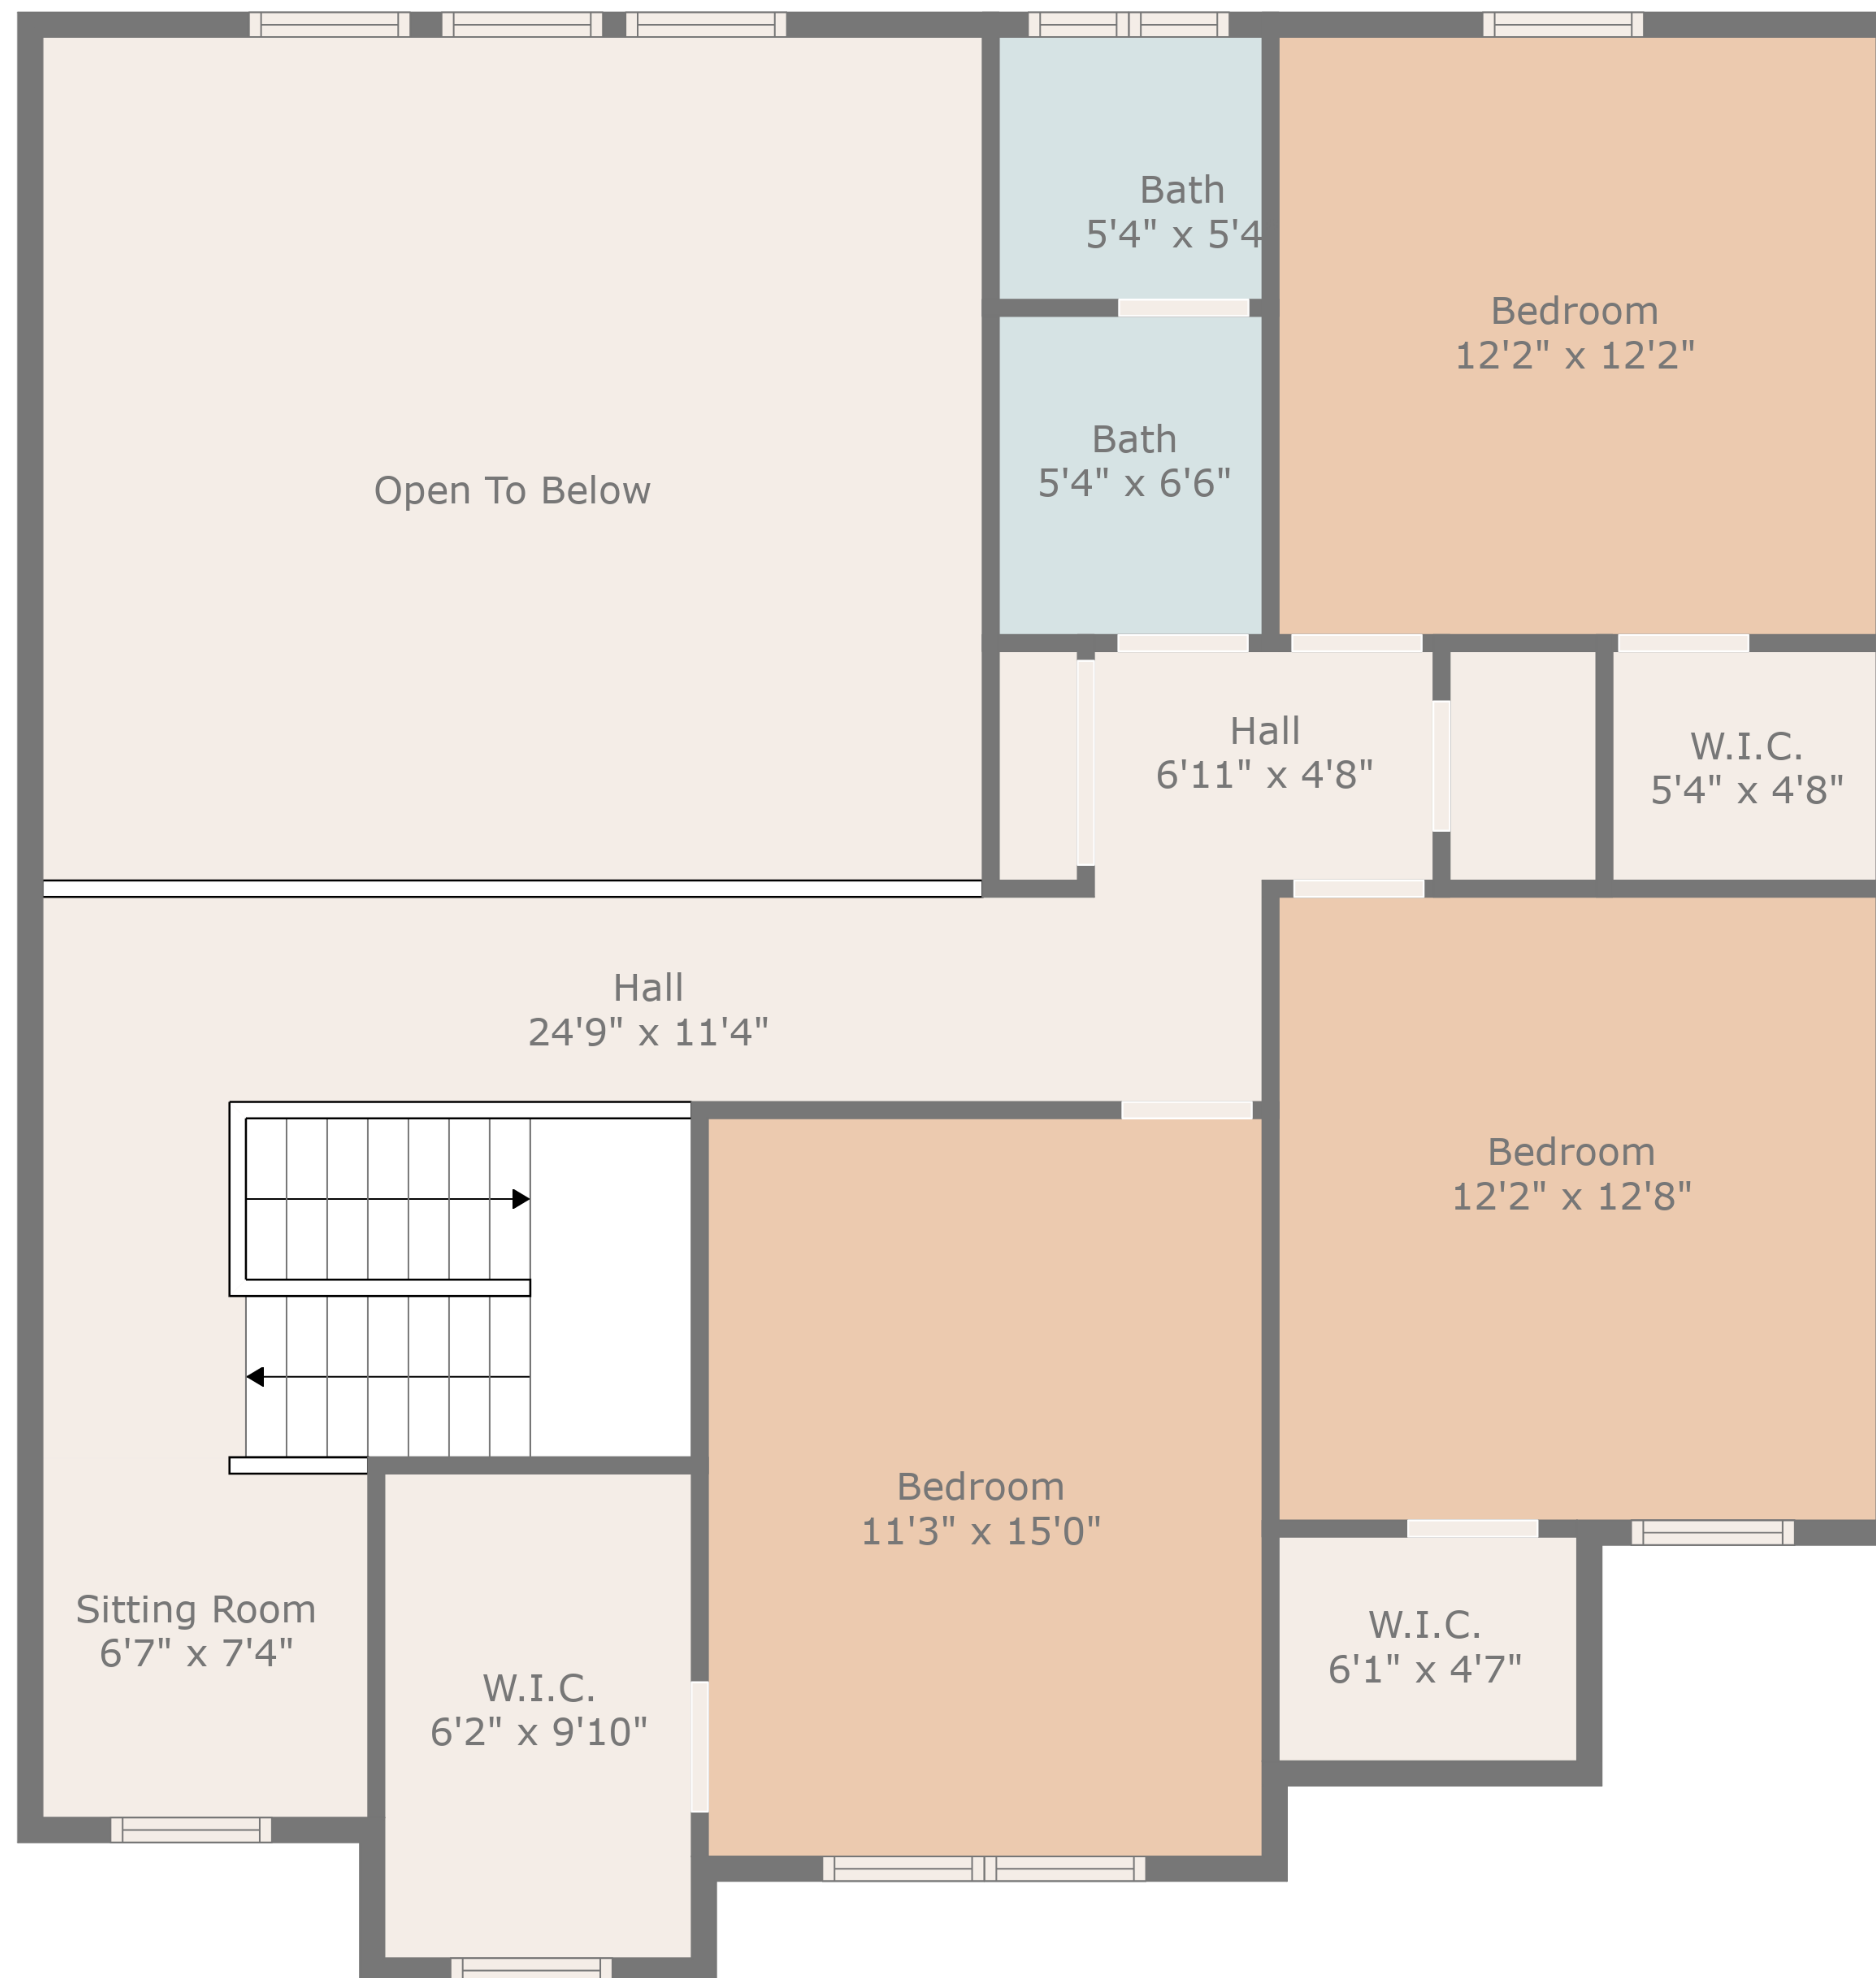 Bath
5'4" x 5'4
Bedroom
12'2" x 12'2"
Bath
5'4" x 6'6"
Open To Below
Hall
6'11" x 4'8"
W.I.C.
5'4" x 4'8"
Hall
24'9" x 11'4"
Bedroom
12'2" x 12'8"
Bedroom
11'3" x 15'0"
Sitting Room
6'7" x 7'4"
W.I.C.
6'1" x 4'7"
W.I.C.
6'2" x 9'10"